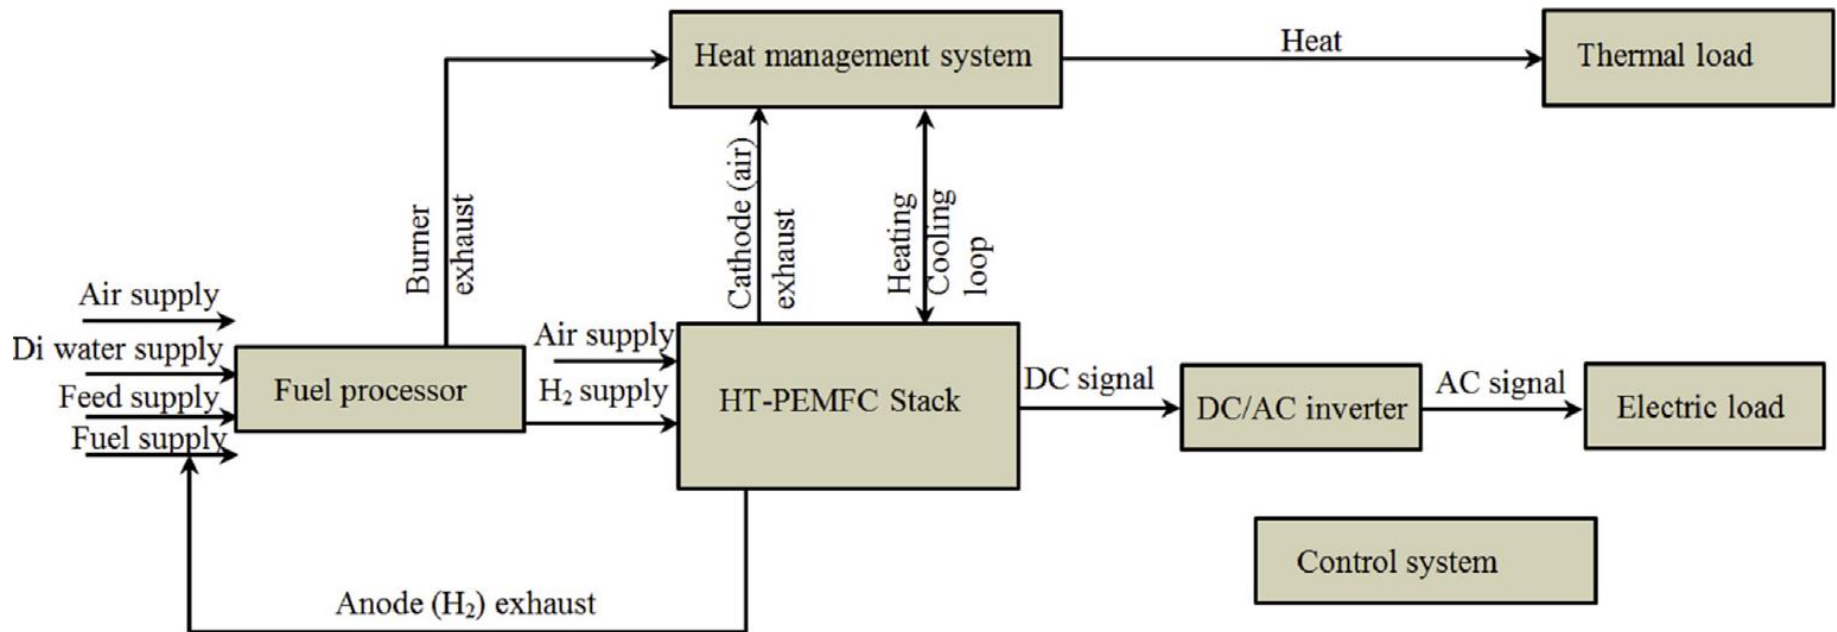 Heat management system
Heat
Thermal load
Burner
exhaust
Cathode (air)
exhaust
Heating
Cooling
loop
Air supply
Di water supply
Feed supply
Fuel supply
Fuel processor
Air supply
H₂ supply
HT-PEMFC Stack
DC signal
DC/AC inverter
AC signal
Electric load
Control system
Anode (H₂) exhaust